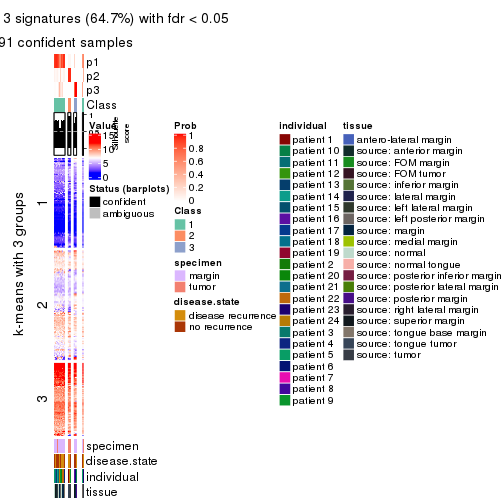 3 signatures (64.7%) with fdr < 0.05
91 confident samples
p1
p2
p3
Class
1
Silhouette
score
k-means with 3 groups
1
2
3
specimen
disease.state
individual
tissue
Value
15
10
5
0
Status (barplots)
confident
ambiguous
Prob
1
0.8
0.6
0.4
0.2
0
Class
1
2
3
specimen
margin
tumor
disease.state
disease recurrence
no recurrence
individual
patient 1
patient 10
patient 11
patient 12
patient 13
patient 14
patient 15
patient 16
patient 17
patient 18
patient 19
patient 2
patient 20
patient 21
patient 22
patient 23
patient 24
patient 3
patient 4
patient 5
patient 6
patient 7
patient 8
patient 9
tissue
antero-lateral margin
source: anterior margin
source: FOM margin
source: FOM tumor
source: inferior margin
source: lateral margin
source: left lateral margin
source: left posterior margin
source: margin
source: medial margin
source: normal
source: normal tongue
source: posterior inferior margin
source: posterior lateral margin
source: posterior margin
source: right lateral margin
source: superior margin
source: tongue base margin
source: tongue tumor
source: tumor